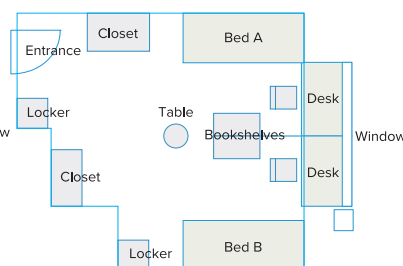 Closet
Bed A
Entrance
Desk
Locker
Table
Bookshelves
Window
Desk
Closet
Bed B
Locker